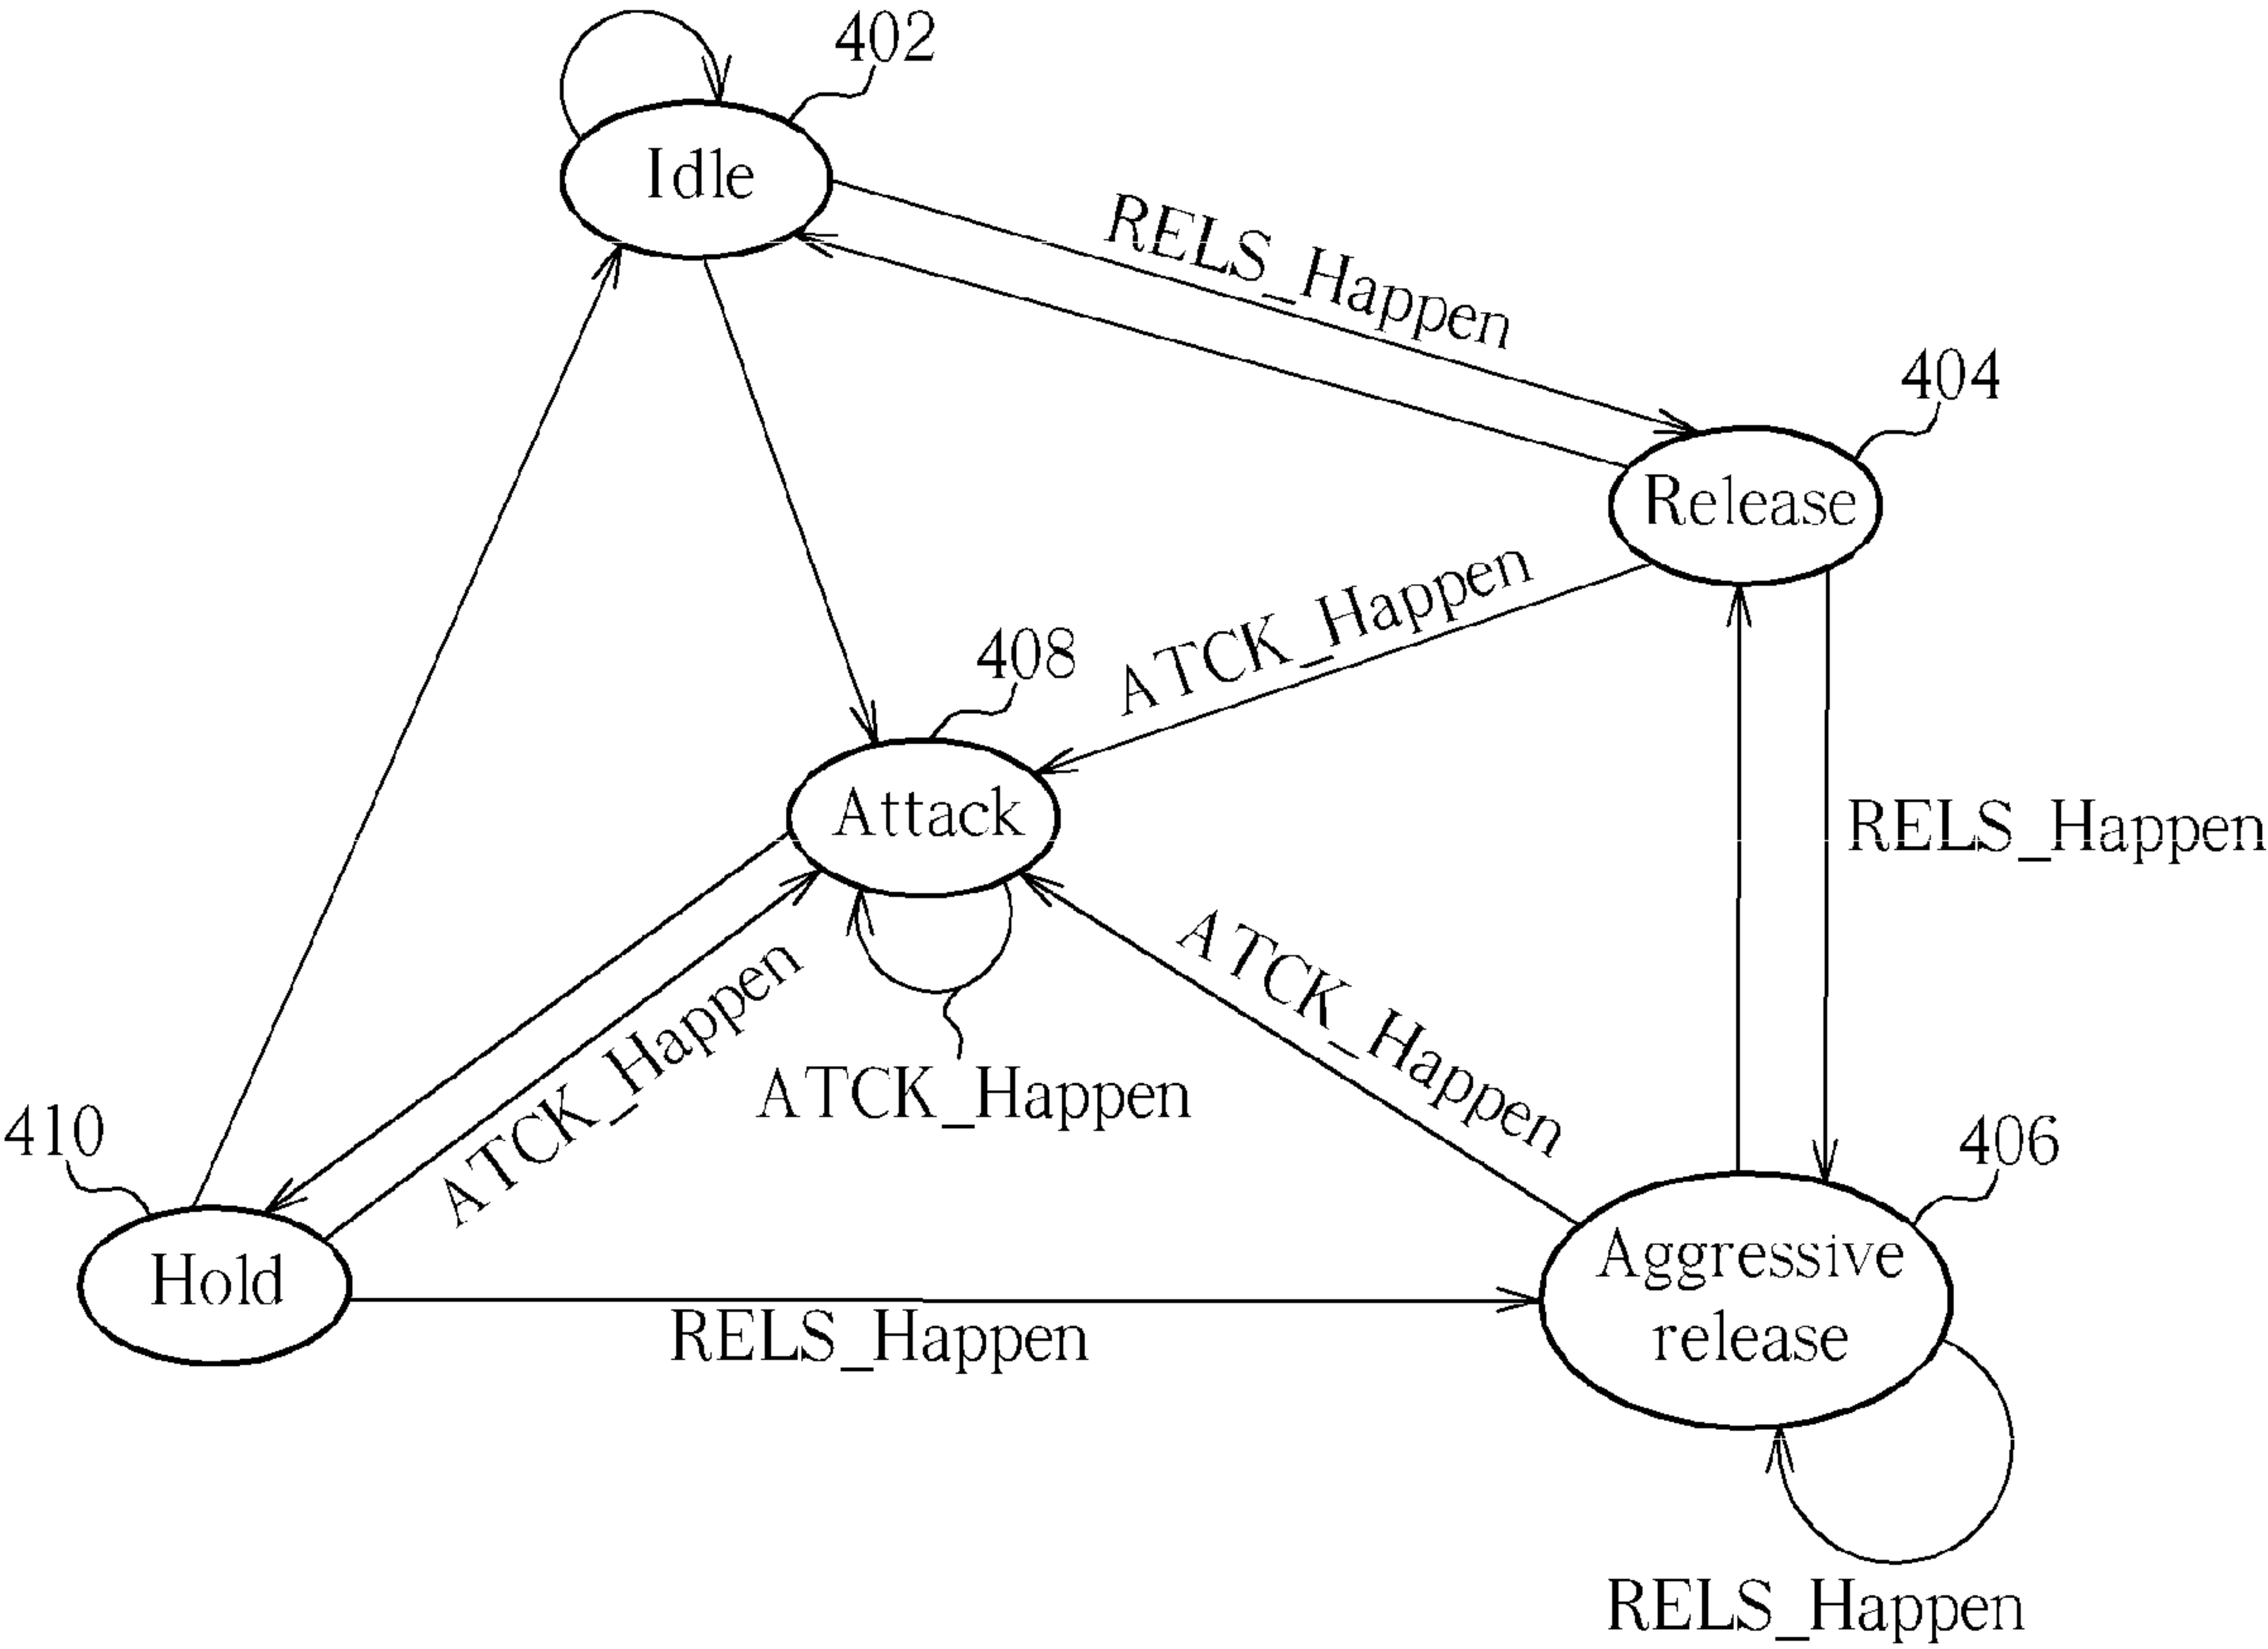 402
Idle
RELS_Happen
404
Release
ATCK_Happen
408
Attack
RELS_Happen
ATCK_Happen
ATCK_Happen
ATCK_Happen
410
406
Hold
Aggressive
release
RELS_Happen
RELS_Happen